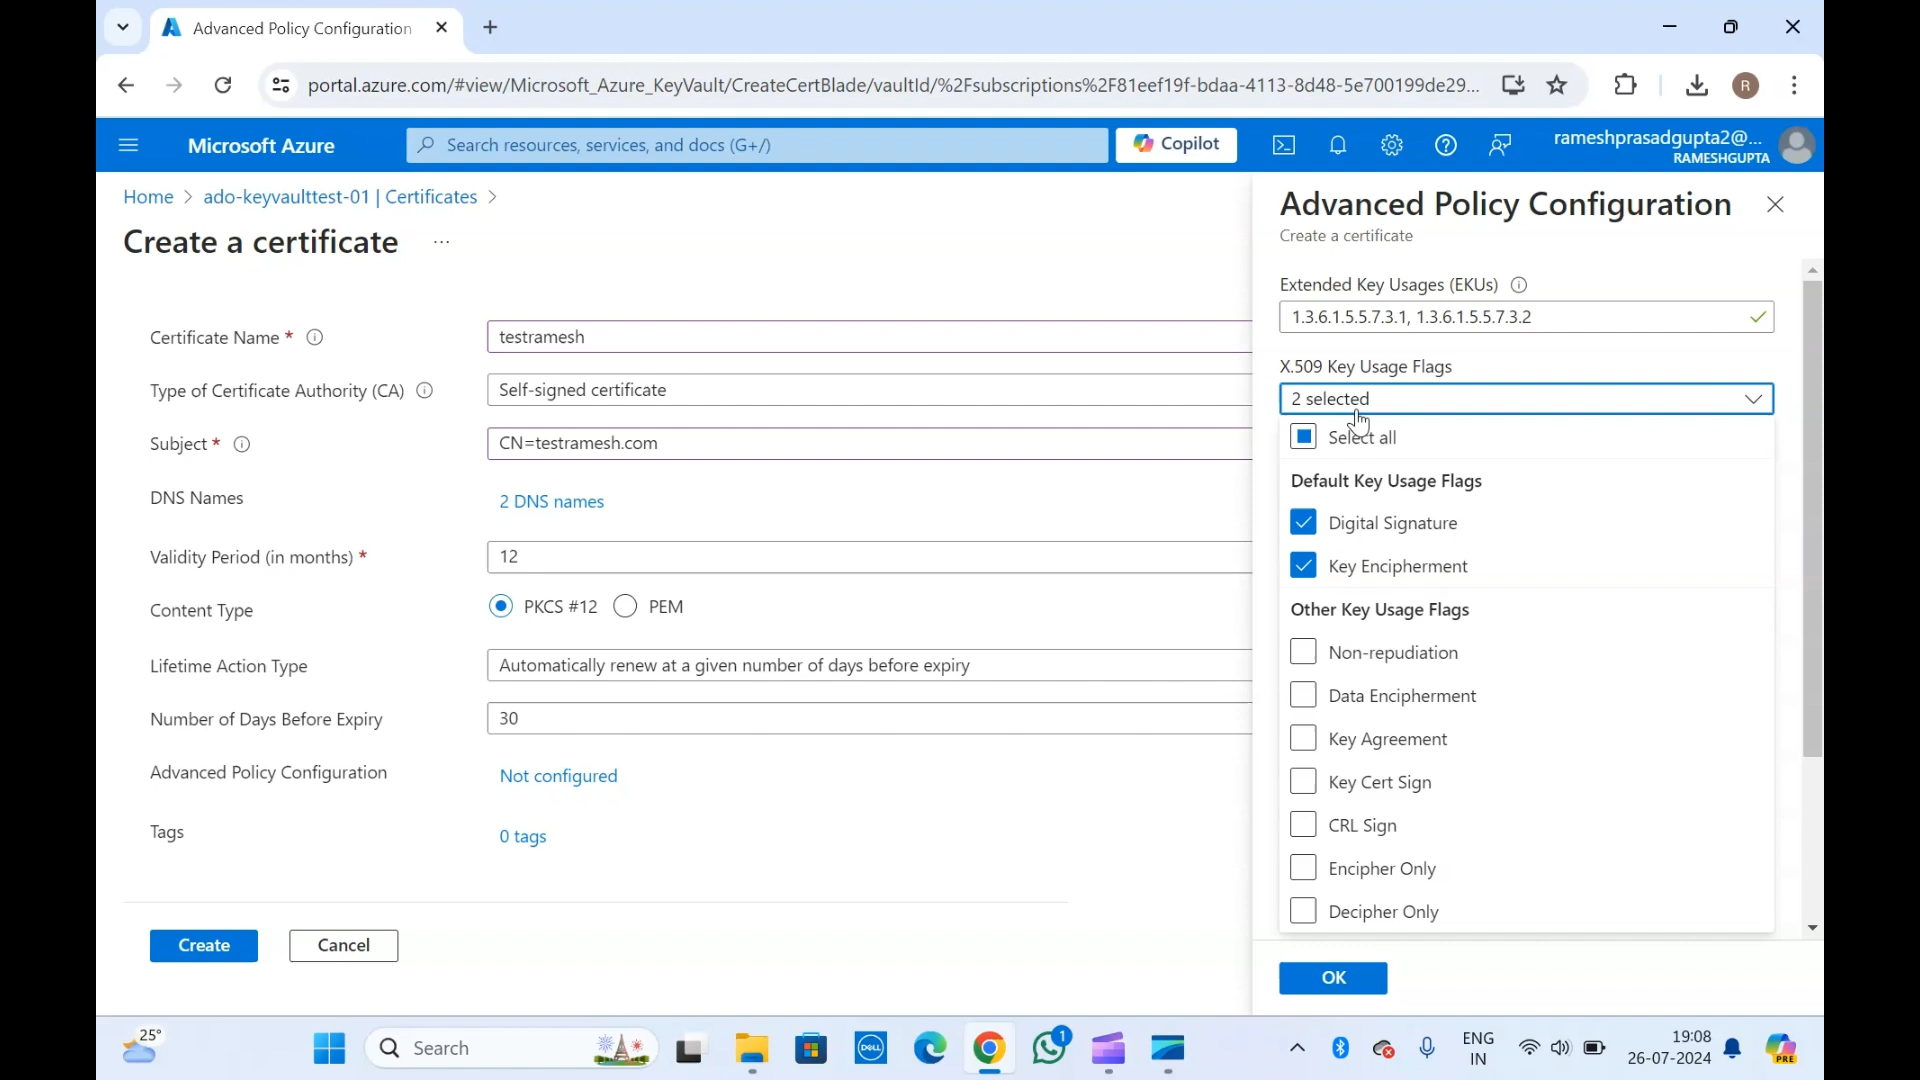 Advanced Policy Configuration
portal.azure.com/#view/Microsoft_Azure_KeyVault/CreateCertBlade/vaultId/%2Fsubscriptions%2F81eef19f-bdaa-4113-8d48-5e700199de29...
R
Microsoft Azure
Search resources, services, and docs (G+/)
Copilot
rameshprasadgupta2@...
RAMESHGUPTA
Home > ado-keyvaulttest-01 | Certificates >
Create a certificate ...
Certificate Name *
testramesh
Type of Certificate Authority (CA)
Self-signed certificate
Subject *
CN=testramesh.com
DNS Names
2 DNS names
Validity Period (in months) *
12
Content Type
PKCS #12
PEM
Lifetime Action Type
Automatically renew at a given number of days before expiry
Number of Days Before Expiry
30
Advanced Policy Configuration
Not configured
Tags
0 tags
Create
Cancel
Advanced Policy Configuration
Create a certificate
Extended Key Usages (EKUs)
1.3.6.1.5.5.7.3.1, 1.3.6.1.5.5.7.3.2
X.509 Key Usage Flags
2 selected
Select all
Default Key Usage Flags
Digital Signature
Key Encipherment
Other Key Usage Flags
Non-repudiation
Data Encipherment
Key Agreement
Key Cert Sign
CRL Sign
Encipher Only
Decipher Only
OK
25°
Search
DELL
1
ENG
IN
19:08
26-07-2024
PRE